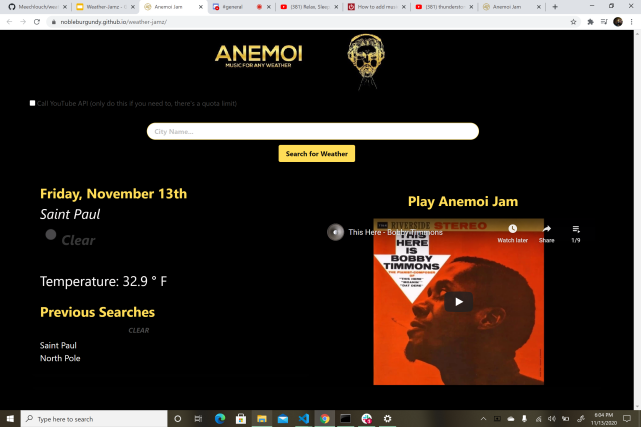 Meechlouch/wea
Weather-Jamz - G
Anemoi Jam
#general
(381) Relax, Sleep
How to add music
(381) thunderstor
Anemoi Jam
nobleburgundy.github.io/weather-jamz/
ANEMOI
MUSIC FOR ANY WEATHER
Call YouTube API (only do this if you need to, there's a quota limit)
City Name...
Search for Weather
Friday, November 13th
Saint Paul
Clear
Temperature: 32.9 ° F
Previous Searches
CLEAR
Saint Paul
North Pole
Play Anemoi Jam
This Here - Bobby Timmons
Watch later
Share
1/9
RIVERSIDE STEREO
THIS
HERE
IS
BOBBY
TIMMONS
Type here to search
6:04 PM
11/13/2020